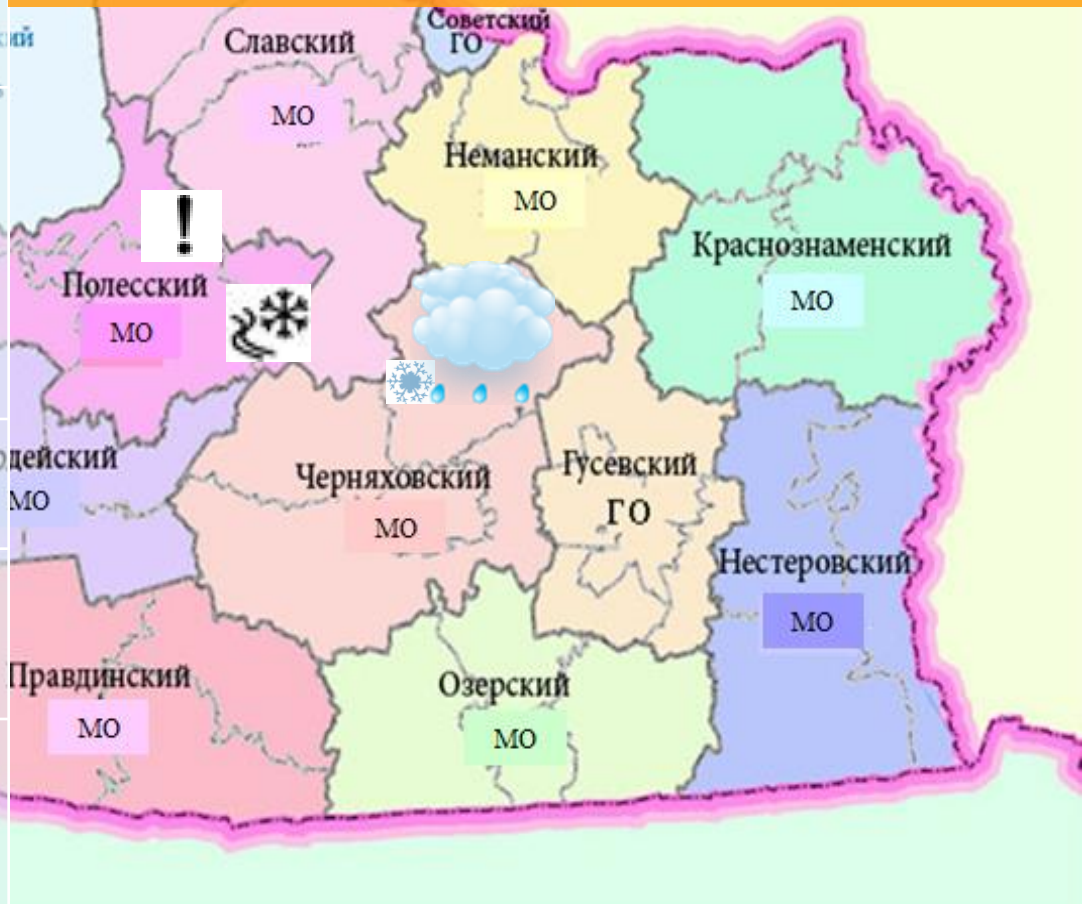 Советский
ГО
ий
Славский
МО
Неманский
МО
Краснознаменский
МО
!
Полесский
МО
дейский
МО
Черняховский
МО
Гусевский
ГО
Нестеровский
МО
Правдинский
МО
Озерский
МО